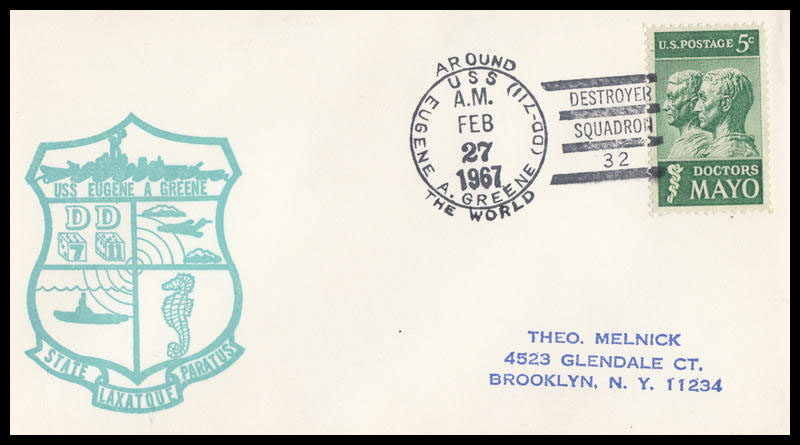 AROUND
USS
EUGENE A. GREENE (DD-711)
A.M.
FEB
27
1967
THE WORLD
DESTROYER
SQUADRON
32
U.S. POSTAGE 5c
DOCTORS
MAYO
USS EUGENE A GREENE
DD
7 11
STATE LAXATQUE PARATUS
THEO. MELNICK
4523 GLENDALE CT.
BROOKLYN, N. Y. 11234